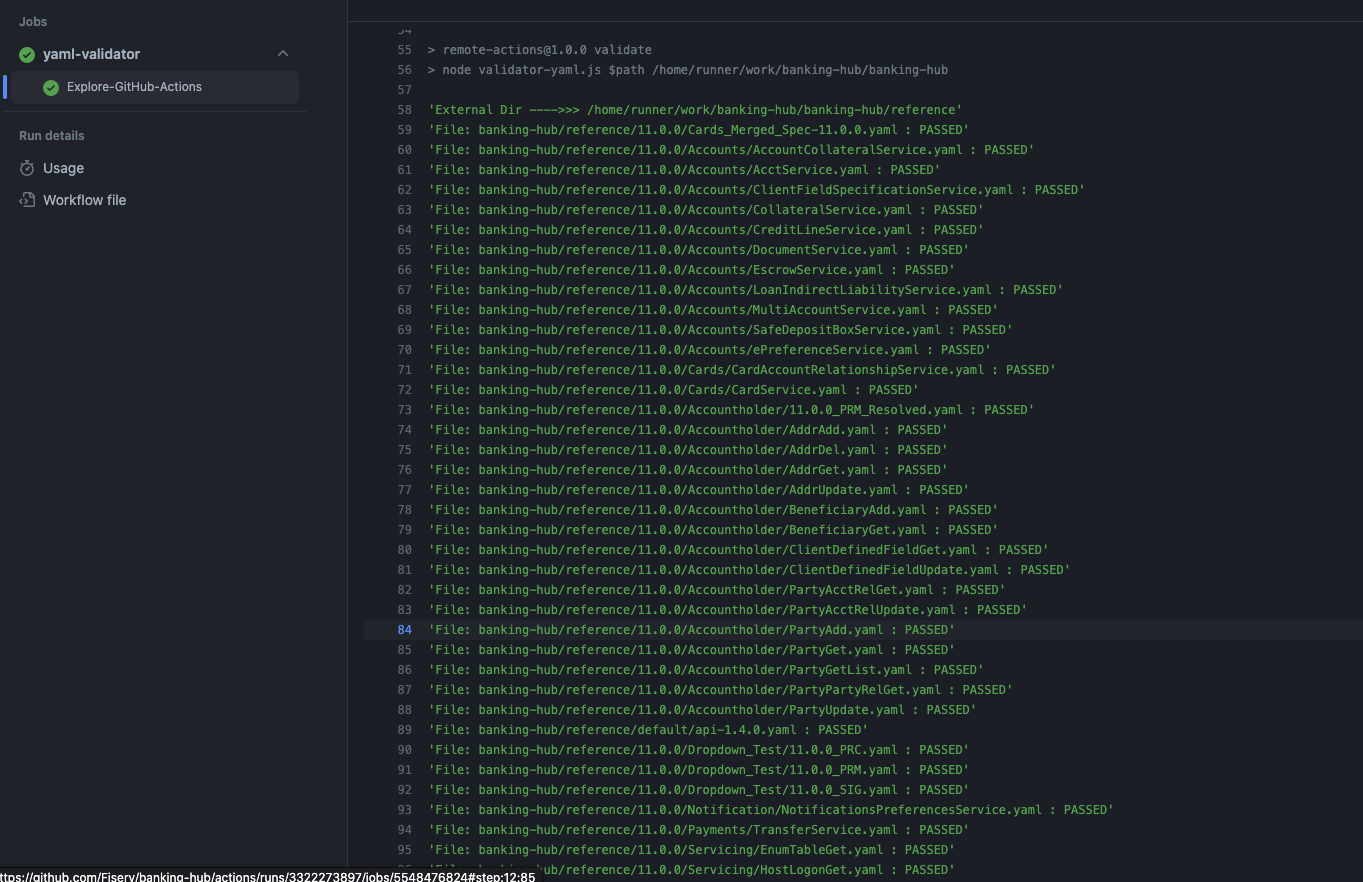 Jobs
yaml-validator
Explore-GitHub-Actions
Run details
Usage
Workflow file
54
55 > remote-actions@1.0.0 validate
56 > node validator-yaml.js $path /home/runner/work/banking-hub/banking-hub
57
58 'External Dir ---->>> /home/runner/work/banking-hub/banking-hub/reference'
59 'File: banking-hub/reference/11.0.0/Cards_Merged_Spec-11.0.0.yaml : PASSED'
60 'File: banking-hub/reference/11.0.0/Accounts/AccountCollateralService.yaml : PASSED'
61 'File: banking-hub/reference/11.0.0/Accounts/AcctService.yaml : PASSED'
62 'File: banking-hub/reference/11.0.0/Accounts/ClientFieldSpecificationService.yaml : PASSED'
63 'File: banking-hub/reference/11.0.0/Accounts/CollateralService.yaml : PASSED'
64 'File: banking-hub/reference/11.0.0/Accounts/CreditLineService.yaml : PASSED'
65 'File: banking-hub/reference/11.0.0/Accounts/DocumentService.yaml : PASSED'
66 'File: banking-hub/reference/11.0.0/Accounts/EscrowService.yaml : PASSED'
67 'File: banking-hub/reference/11.0.0/Accounts/LoanIndirectLiabilityService.yaml : PASSED'
68 'File: banking-hub/reference/11.0.0/Accounts/MultiAccountService.yaml : PASSED'
69 'File: banking-hub/reference/11.0.0/Accounts/SafeDepositBoxService.yaml : PASSED'
70 'File: banking-hub/reference/11.0.0/Accounts/ePreferenceService.yaml : PASSED'
71 'File: banking-hub/reference/11.0.0/Cards/CardAccountRelationshipService.yaml : PASSED'
72 'File: banking-hub/reference/11.0.0/Cards/CardService.yaml : PASSED'
73 'File: banking-hub/reference/11.0.0/Accountholder/11.0.0_PRM_Resolved.yaml : PASSED'
74 'File: banking-hub/reference/11.0.0/Accountholder/AddrAdd.yaml : PASSED'
75 'File: banking-hub/reference/11.0.0/Accountholder/AddrDel.yaml : PASSED'
76 'File: banking-hub/reference/11.0.0/Accountholder/AddrGet.yaml : PASSED'
77 'File: banking-hub/reference/11.0.0/Accountholder/AddrUpdate.yaml : PASSED'
78 'File: banking-hub/reference/11.0.0/Accountholder/BeneficiaryAdd.yaml : PASSED'
79 'File: banking-hub/reference/11.0.0/Accountholder/BeneficiaryGet.yaml : PASSED'
80 'File: banking-hub/reference/11.0.0/Accountholder/ClientDefinedFieldGet.yaml : PASSED'
81 'File: banking-hub/reference/11.0.0/Accountholder/ClientDefinedFieldUpdate.yaml : PASSED'
82 'File: banking-hub/reference/11.0.0/Accountholder/PartyAcctRelGet.yaml : PASSED'
83 'File: banking-hub/reference/11.0.0/Accountholder/PartyAcctRelUpdate.yaml : PASSED'
84 'File: banking-hub/reference/11.0.0/Accountholder/PartyAdd.yaml : PASSED'
85 'File: banking-hub/reference/11.0.0/Accountholder/PartyGet.yaml : PASSED'
86 'File: banking-hub/reference/11.0.0/Accountholder/PartyGetList.yaml : PASSED'
87 'File: banking-hub/reference/11.0.0/Accountholder/PartyPartyRelGet.yaml : PASSED'
88 'File: banking-hub/reference/11.0.0/Accountholder/PartyUpdate.yaml : PASSED'
89 'File: banking-hub/reference/default/api-1.4.0.yaml : PASSED'
90 'File: banking-hub/reference/11.0.0/Dropdown_Test/11.0.0_PRC.yaml : PASSED'
91 'File: banking-hub/reference/11.0.0/Dropdown_Test/11.0.0_PRM.yaml : PASSED'
92 'File: banking-hub/reference/11.0.0/Dropdown_Test/11.0.0_SIG.yaml : PASSED'
93 'File: banking-hub/reference/11.0.0/Notification/NotificationsPreferencesService.yaml : PASSED'
94 'File: banking-hub/reference/11.0.0/Payments/TransferService.yaml : PASSED'
95 'File: banking-hub/reference/11.0.0/Servicing/EnumTableGet.yaml : PASSED'
96 'File: banking-hub/reference/11.0.0/Servicing/HostLogonGet.yaml : PASSED'
ttps://github.com/Fiserv/banking-hub/actions/runs/3322273897/jobs/5548476824#step:12:85